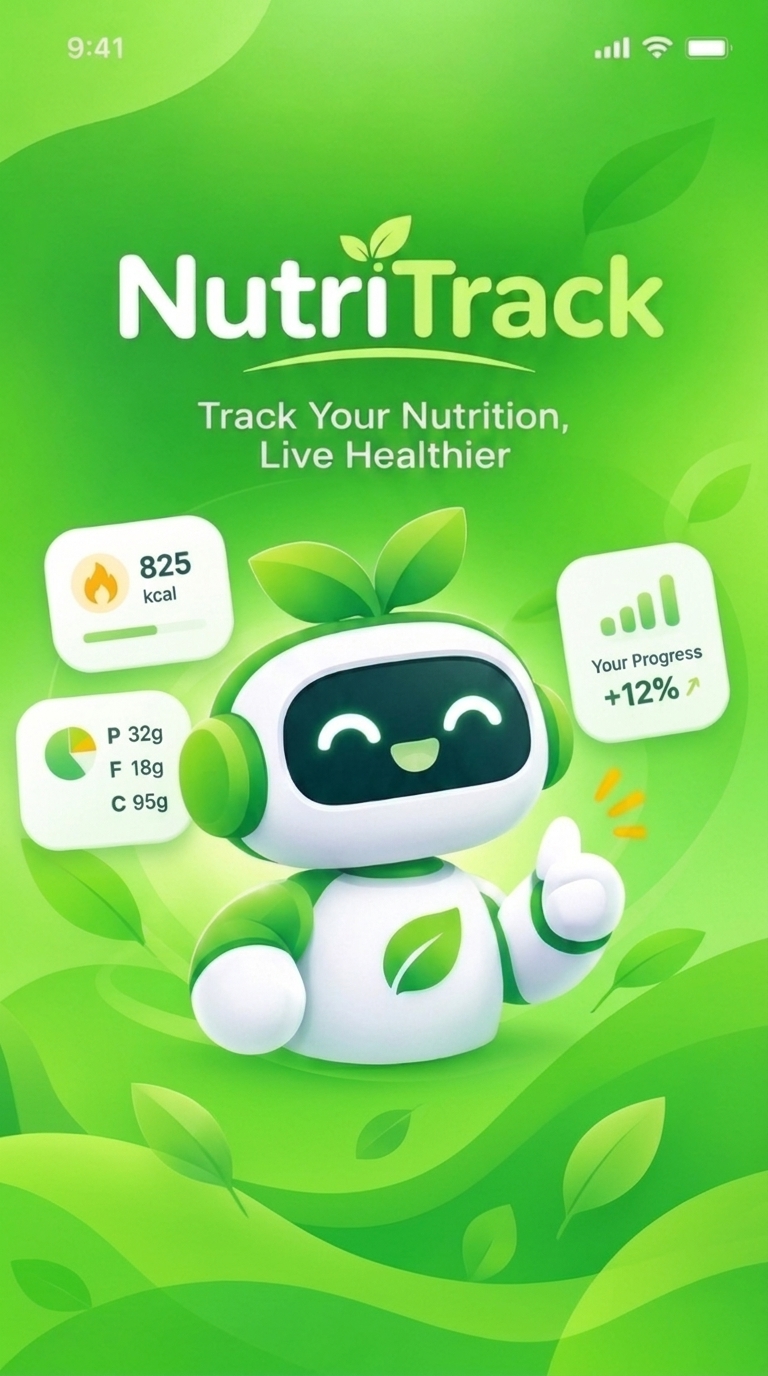 9:41
NutriTrack
Track Your Nutrition,
Live Healthier
825
kcal
P 32g
F 18g
C 95g
Your Progress
+12%